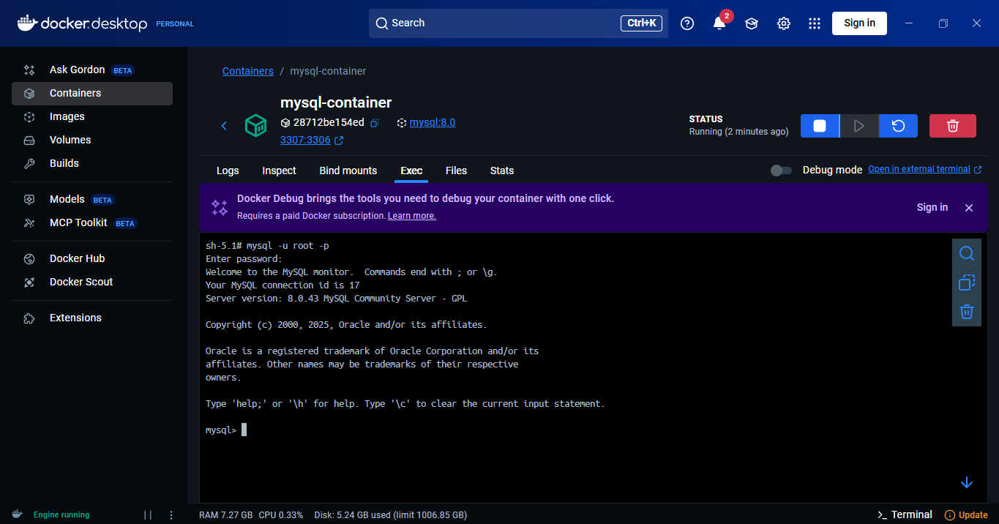 docker.desktop PERSONAL
Search
Ctrl+K
2
Sign in
Ask Gordon BETA
Containers
Images
Volumes
Builds
Models BETA
MCP Toolkit BETA
Docker Hub
Docker Scout
Extensions
Containers / mysql-container
mysql-container
28712be154ed mysql:8.0
3307:3306
STATUS
Running (2 minutes ago)
Logs Inspect Bind mounts Exec Files Stats
Debug mode Open in external terminal
Docker Debug brings the tools you need to debug your container with one click.
Requires a paid Docker subscription. Learn more.
Sign in
sh-5.1# mysql -u root -p
Enter password:
Welcome to the MySQL monitor.  Commands end with ; or \g.
Your MySQL connection id is 17
Server version: 8.0.43 MySQL Community Server - GPL
Copyright (c) 2000, 2025, Oracle and/or its affiliates.
Oracle is a registered trademark of Oracle Corporation and/or its
affiliates. Other names may be trademarks of their respective
owners.
Type 'help;' or '\h' for help. Type '\c' to clear the current input statement.
mysql>
Engine running
RAM 7.27 GB CPU 0.33% Disk: 5.24 GB used (limit 1006.85 GB)
Terminal
Update